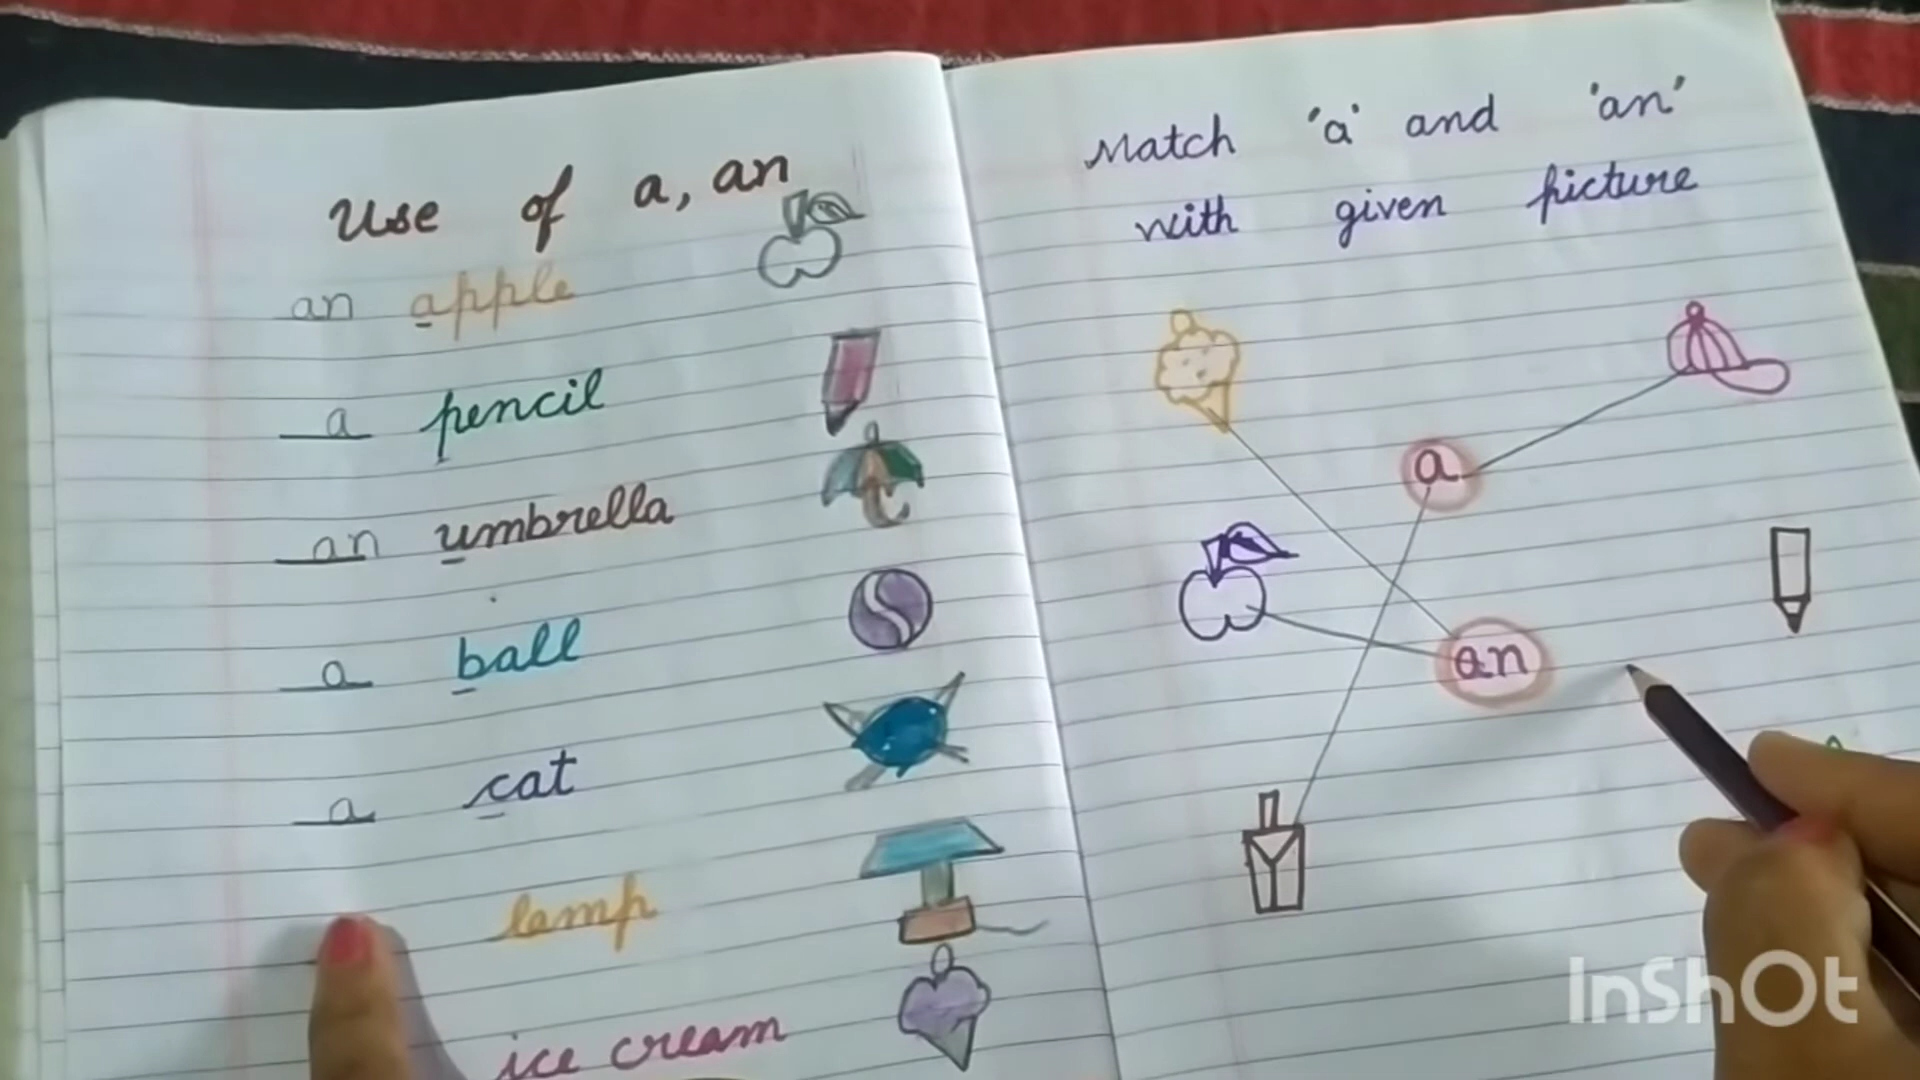 Use of a, an
an apple
a pencil
an umbrella
a ball
a cat
lamp
ice cream
Match 'a' and 'an'
with given picture
a
an
InShOt